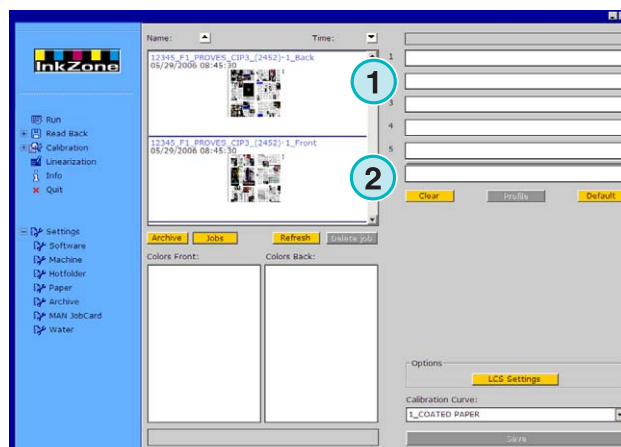 Name:
Time:
12345_F1_PROVES_CIP3_(2452)-1_Back
05/29/2006 08:45:30
12345_F1_PROVES_CIP3_(2452)-1_Front
05/29/2006 08:45:30
InkZone
Run
Read Back
Calibration
Linearization
Info
Quit
Settings
Software
Machine
Hotfolder
Paper
Archive
MAN JobCard
Water
Archive
Jobs
Refresh
Delete job
Colors Front:
Colors Back:
1
1
3
4
5
2
Clear
Profile
Default
Options
LCS Settings
Calibration Curve:
1_COATED PAPER
Save